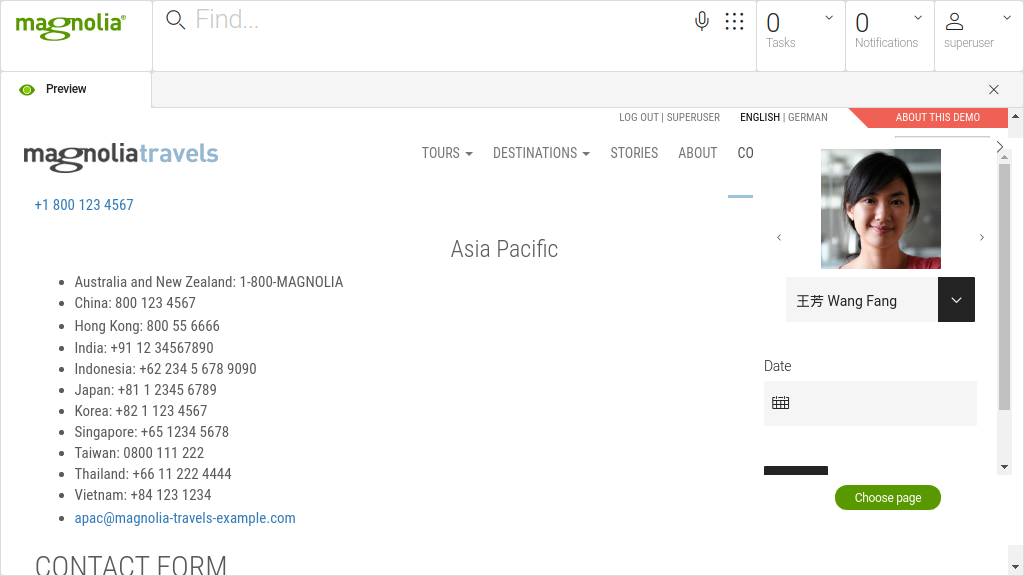 magnolia®
Find...
0
Tasks
0
Notifications
superuser
Preview
LOG OUT | SUPERUSER
ENGLISH | GERMAN
ABOUT THIS DEMO
magnoliatravels
TOURS
DESTINATIONS
STORIES
ABOUT
CO
+1 800 123 4567
Asia Pacific
Australia and New Zealand: 1-800-MAGNOLIA
China: 800 123 4567
Hong Kong: 800 55 6666
India: +91 12 34567890
Indonesia: +62 234 5 678 9090
Japan: +81 1 2345 6789
Korea: +82 1 123 4567
Singapore: +65 1234 5678
Taiwan: 0800 111 222
Thailand: +66 11 222 4444
Vietnam: +84 123 1234
apac@magnolia-travels-example.com
CONTACT FORM
王芳 Wang Fang
Date
Choose page